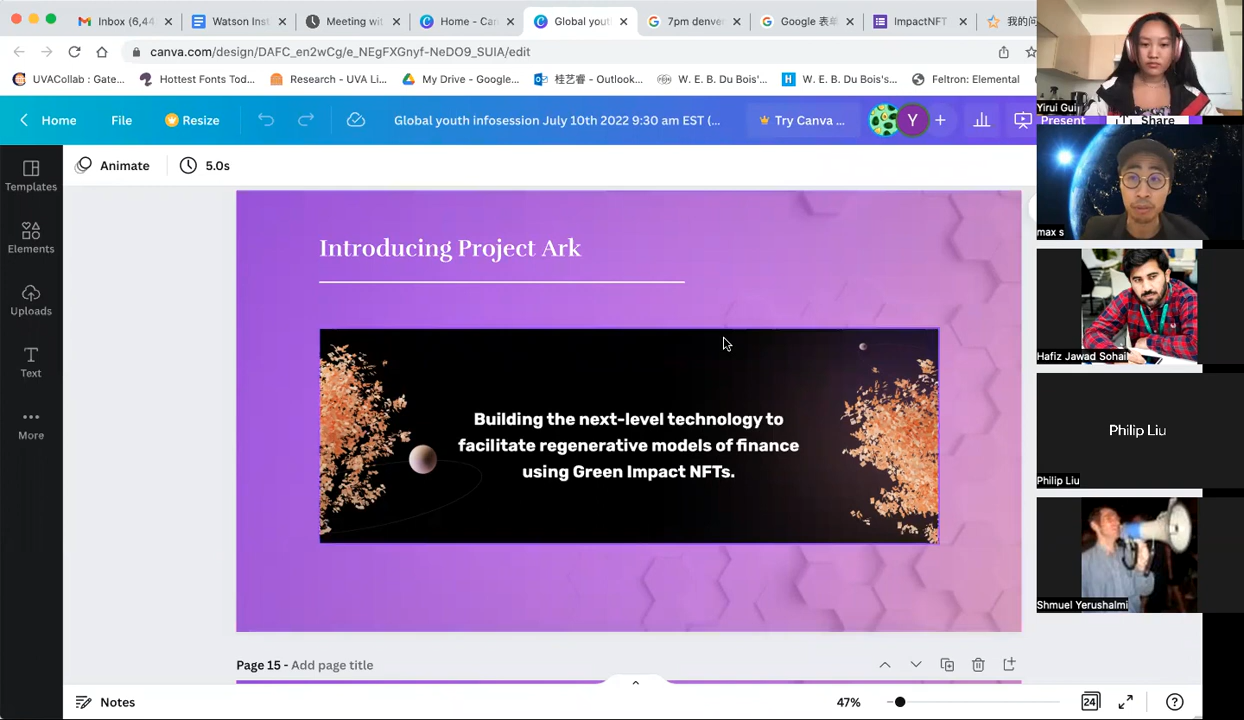 Inbox (6,44
Watson Inst
Meeting wit
Home - Can
Global yout
7pm denver
Google 表年
ImpactNFT
我的问
canva.com/design/DAFC_en2wCg/e_NEgFXGnyf-NeDO9_SUIA/edit
UVACollab : Gate...
Hottest Fonts Tod...
Research - UVA Li...
My Drive - Google...
桂艺睿 - Outlook...
W. E. B. Du Bois'...
W. E. B. Du Bois's...
Feltron: Elemental
Home
File
Resize
Global youth infosession July 10th 2022 9:30 am EST (...
Try Canva ...
Y
Present
Share
Templates
Elements
Uploads
Text
More
Animate
5.0s
Introducing Project Ark
Building the next-level technology to
facilitate regenerative models of finance
using Green Impact NFTs.
Page 15 - Add page title
Notes
47%
24
Yirui Gui
max s
Hafiz Jawad Sohail
Philip Liu
Philip Liu
Shmuel Yerushalmi